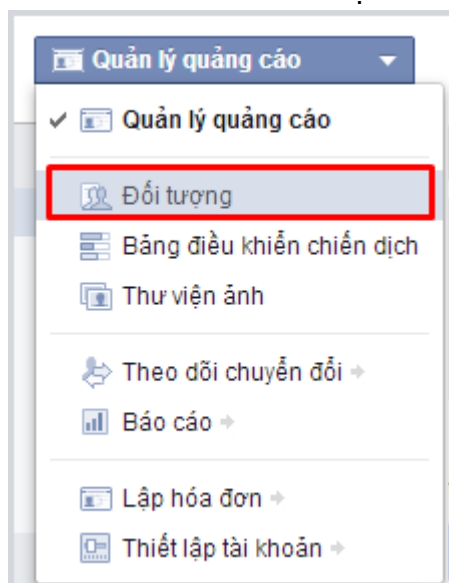 Quản lý quảng cáo
Quản lý quảng cáo
Đối tượng
Bảng điều khiển chiến dịch
Thư viện ảnh
Theo dõi chuyển đổi
Báo cáo
Lập hóa đơn
Thiết lập tài khoản